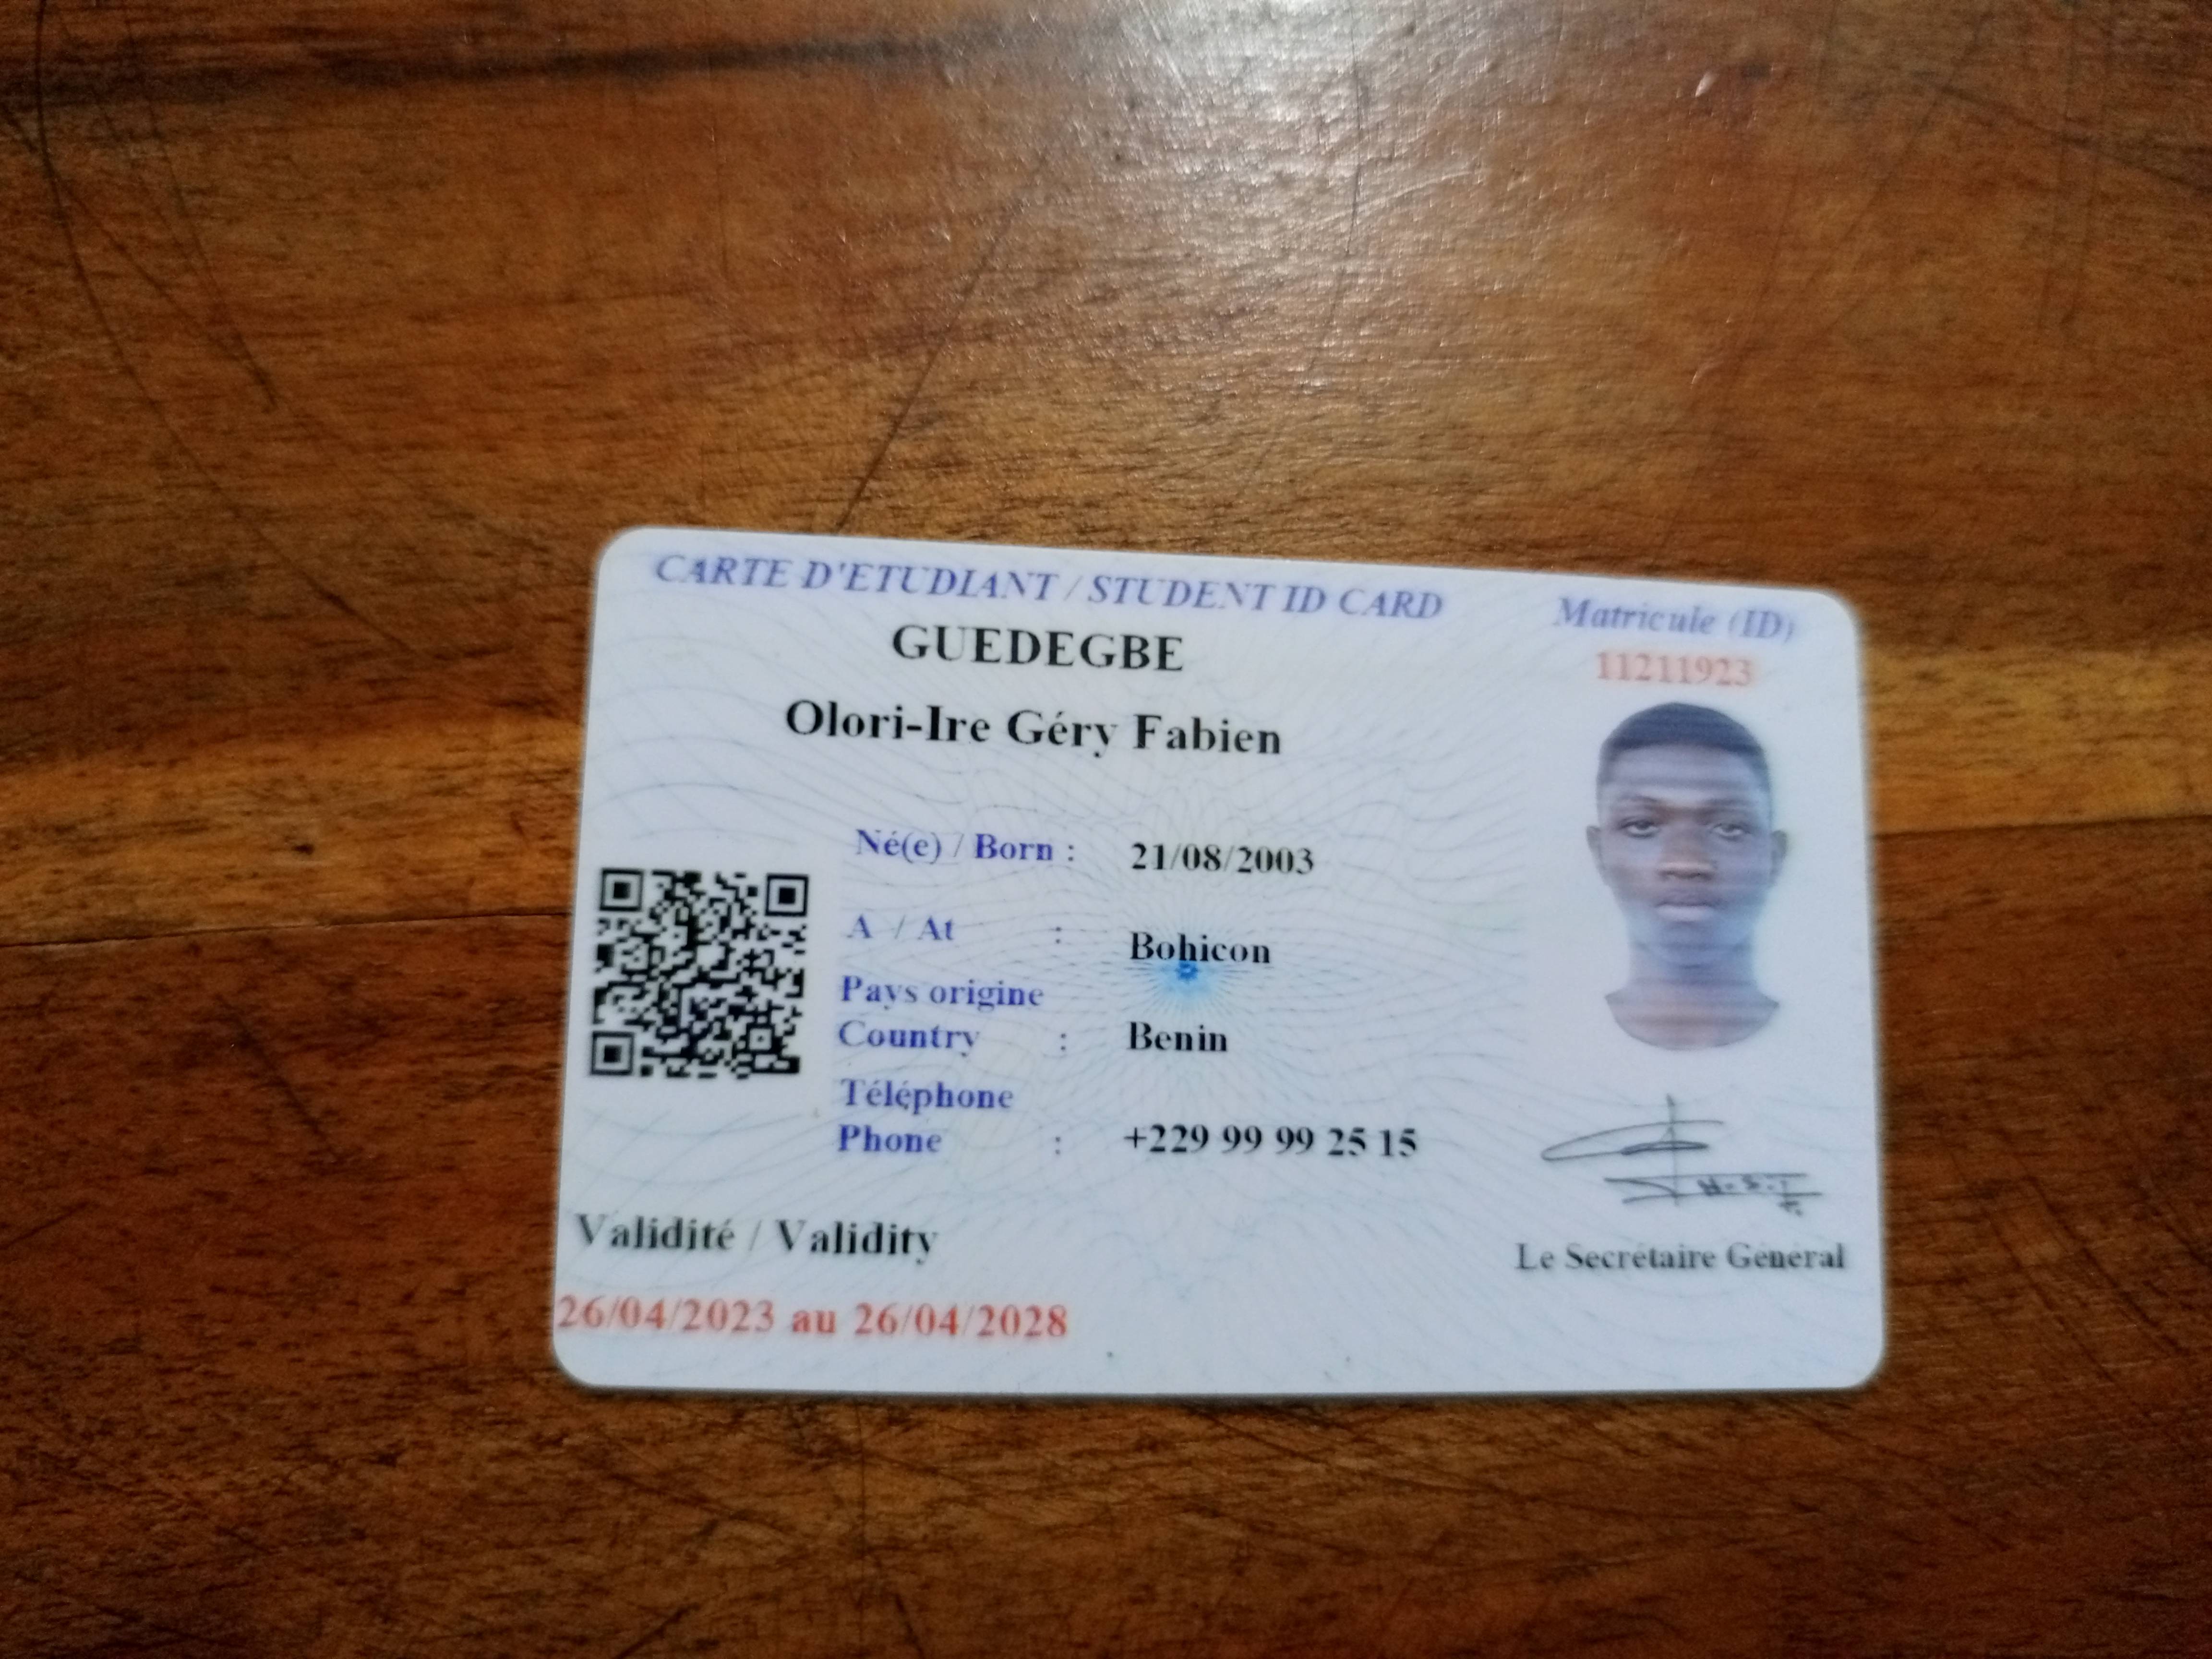 CARTE D'ETUDIANT / STUDENT ID CARD
Matricule (ID)
11211923
GUEDEGBE
Olori-Ire Géry Fabien
Né(e) / Born : 21/08/2003
A / At : Bohicon
Pays origine
Country : Benin
Téléphone
Phone : +229 99 99 25 15
Validité / Validity
26/04/2023 au 26/04/2028
Le Secrétaire Général